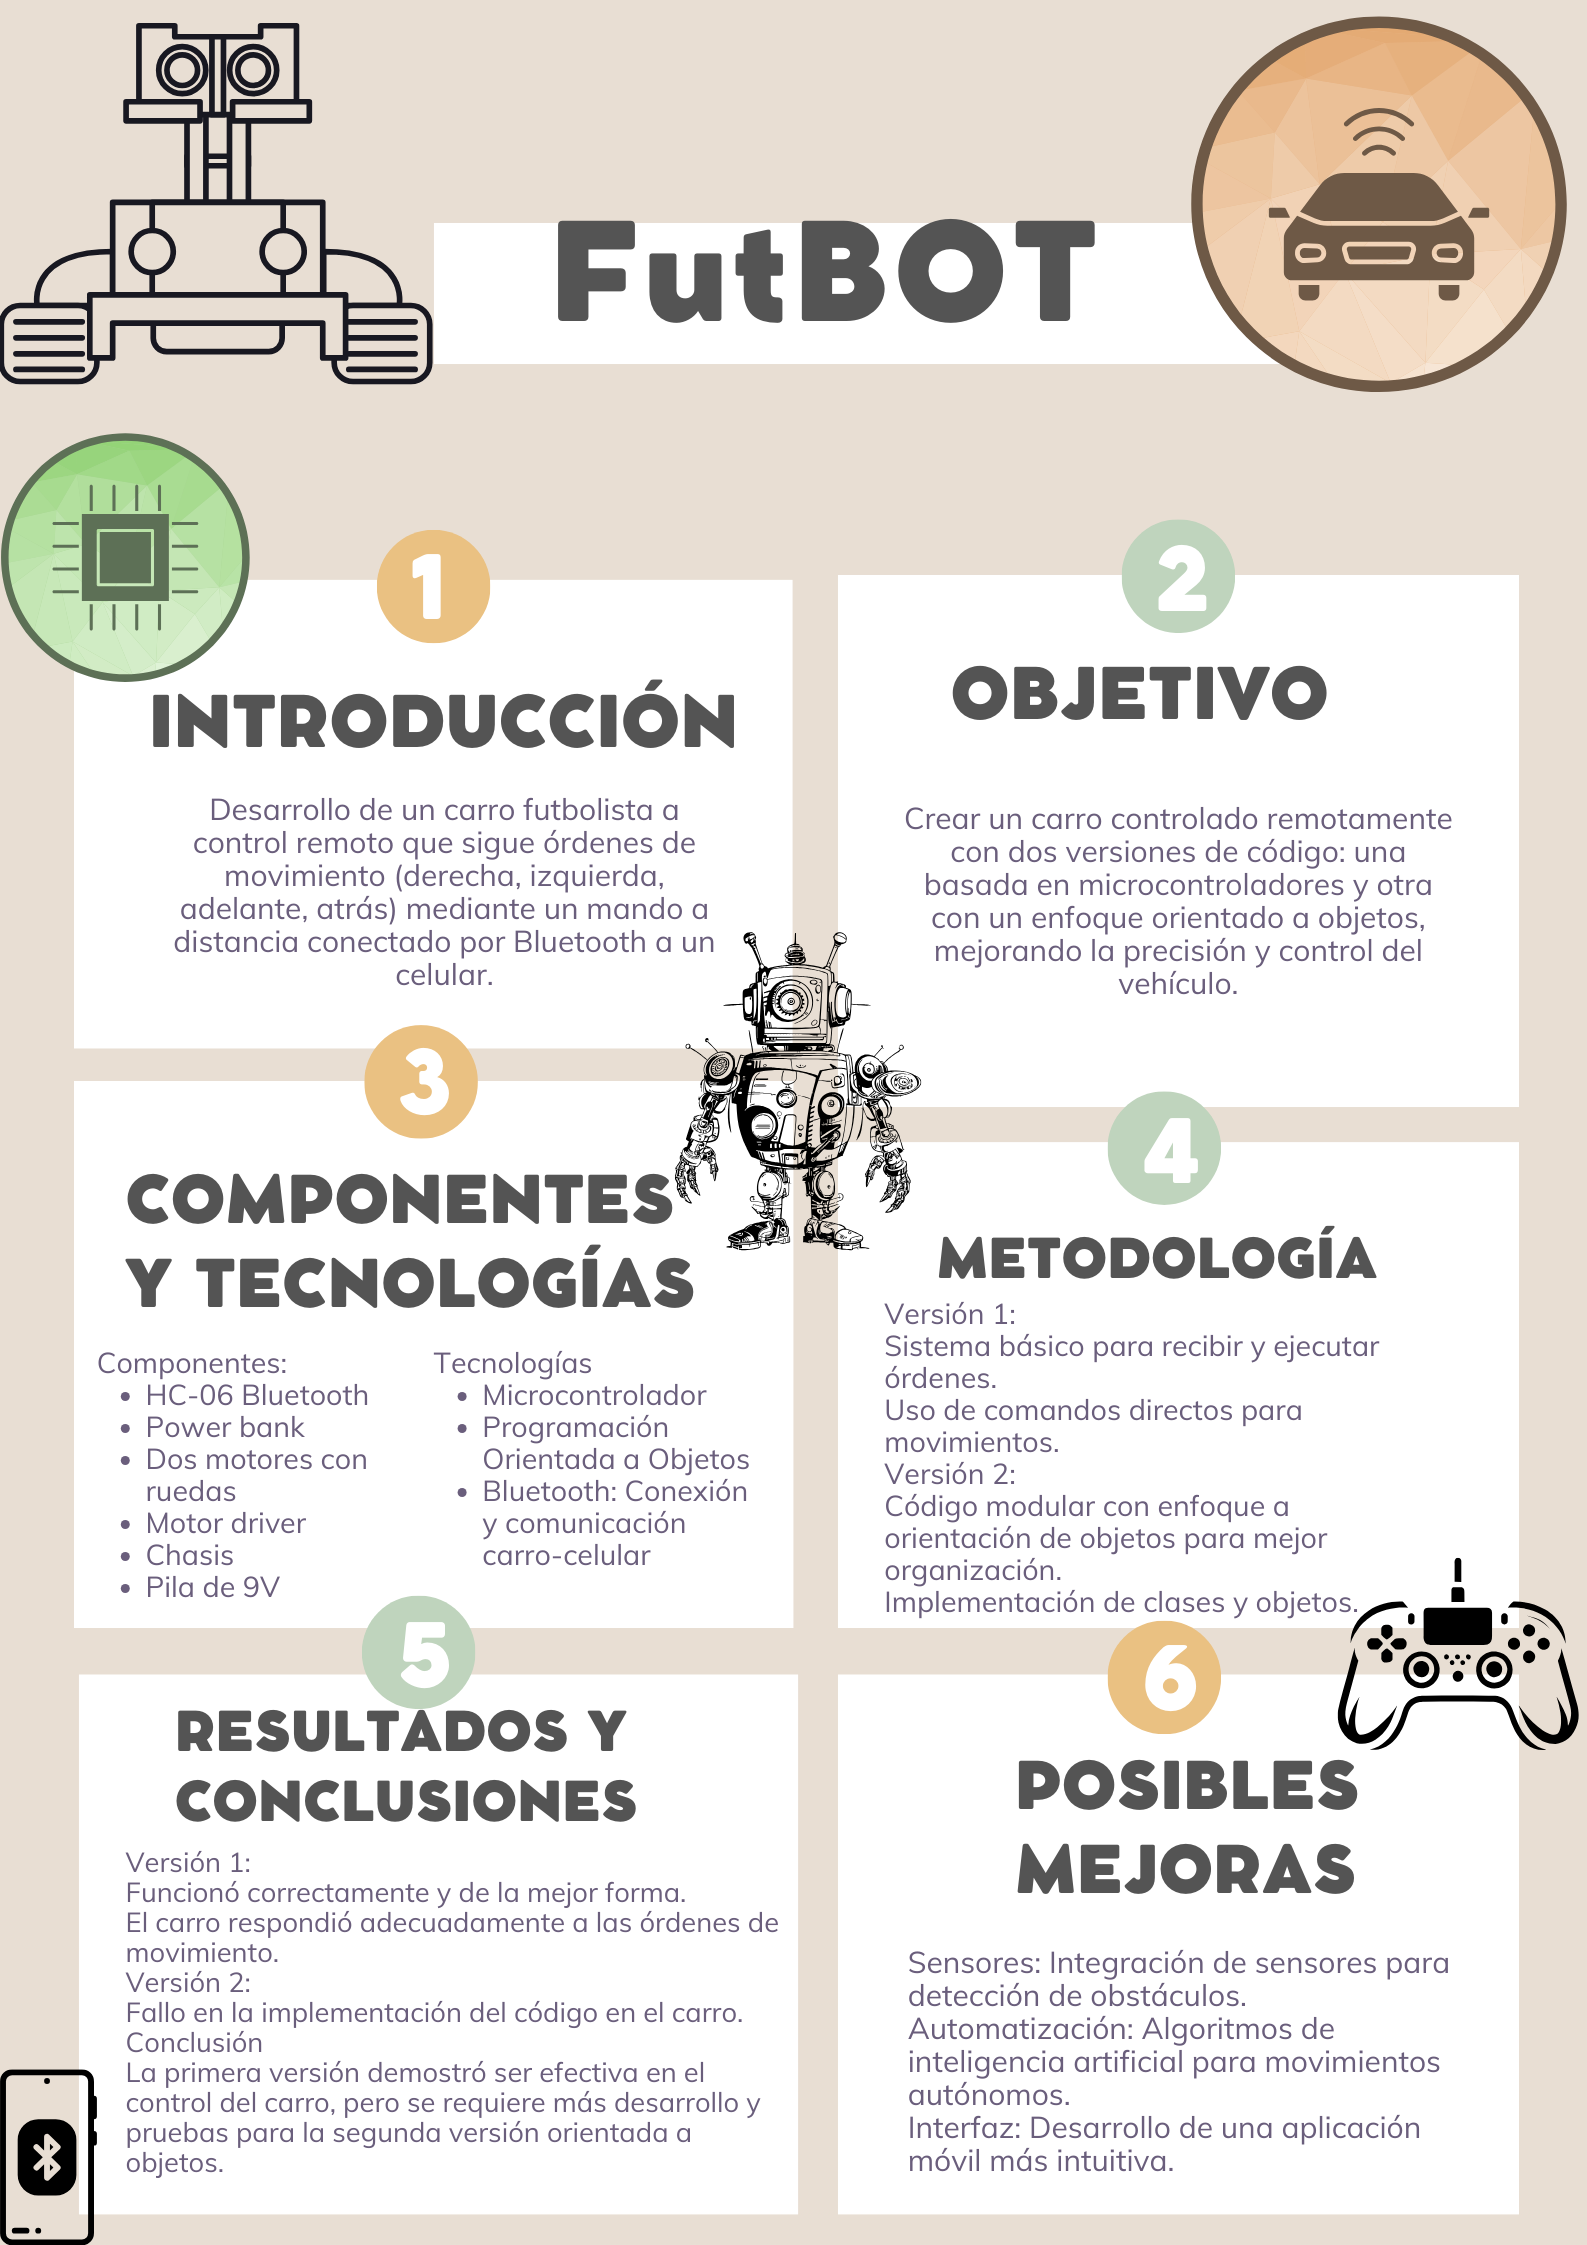 FutBOT
1
INTRODUCCIÓN
Desarrollo de un carro futbolista a
control remoto que sigue órdenes de
movimiento (derecha, izquierda,
adelante, atrás) mediante un mando a
distancia conectado por Bluetooth a un
celular.
2
OBJETIVO
Crear un carro controlado remotamente
con dos versiones de código: una
basada en microcontroladores y otra
con un enfoque orientado a objetos,
mejorando la precisión y control del
vehículo.
3
COMPONENTES
Y TECNOLOGÍAS
Componentes:
• HC-06 Bluetooth
• Power bank
• Dos motores con
ruedas
• Motor driver
• Chasis
• Pila de 9V
Tecnologías
• Microcontrolador
• Programación
Orientada a Objetos
• Bluetooth: Conexión
y comunicación
carro-celular
4
METODOLOGÍA
Versión 1:
Sistema básico para recibir y ejecutar
órdenes.
Uso de comandos directos para
movimientos.
Versión 2:
Código modular con enfoque a
orientación de objetos para mejor
organización.
Implementación de clases y objetos.
5
RESULTADOS Y
CONCLUSIONES
Versión 1:
Funcionó correctamente y de la mejor forma.
El carro respondió adecuadamente a las órdenes de
movimiento.
Versión 2:
Fallo en la implementación del código en el carro.
Conclusión
La primera versión demostró ser efectiva en el
control del carro, pero se requiere más desarrollo y
pruebas para la segunda versión orientada a
objetos.
6
POSIBLES
MEJORAS
Sensores: Integración de sensores para
detección de obstáculos.
Automatización: Algoritmos de
inteligencia artificial para movimientos
autónomos.
Interfaz: Desarrollo de una aplicación
móvil más intuitiva.